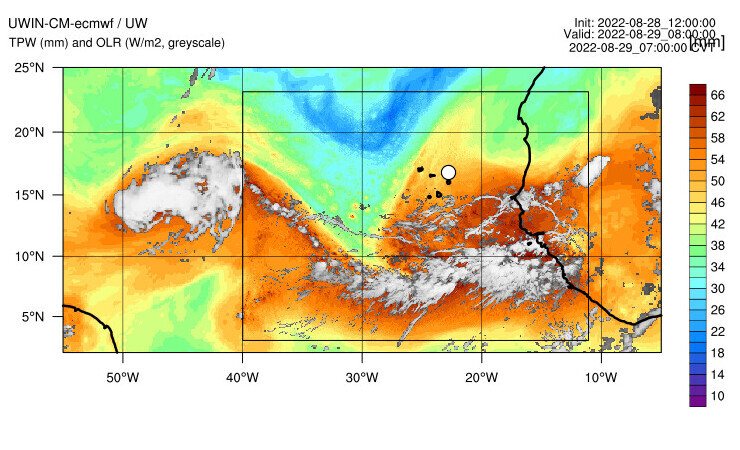 UWIN-CM-ecmwf / UW
Init: 2022-08-28_12:00:00
TPW (mm) and OLR (W/m2, greyscale)
Valid: 2022-08-29_08:00:00
[mm]
2022-08-29_07:00:00 CVT
25°N
20°N
15°N
10°N
5°N
50°W
40°W
30°W
20°W
10°W
66
62
58
54
50
46
42
38
34
30
26
22
18
14
10